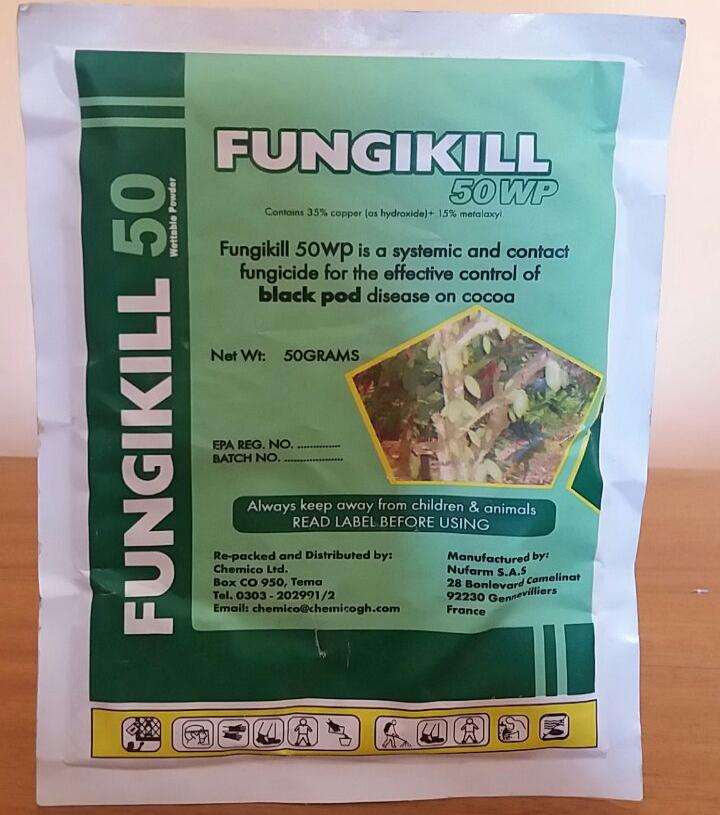 FUNGIKILL 50
Wettable Powder
FUNGIKILL
50 WP
Contains 35% copper (as hydroxide)+ 15% metalaxyl
Fungikill 50wp is a systemic and contact
fungicide for the effective control of
black pod disease on cocoa
Net Wt: 50GRAMS
EPA REG. NO. .............
BATCH NO. .................
Always keep away from children & animals
READ LABEL BEFORE USING
Re-packed and Distributed by:
Chemico Ltd.
Box CO 950, Tema
Tel. 0303 - 202991/2
Email: chemico@chemicogh.com
Manufactured by:
Nufarm S.A.S
28 Bonlevard Camelinat
92230 Gennevilliers
France